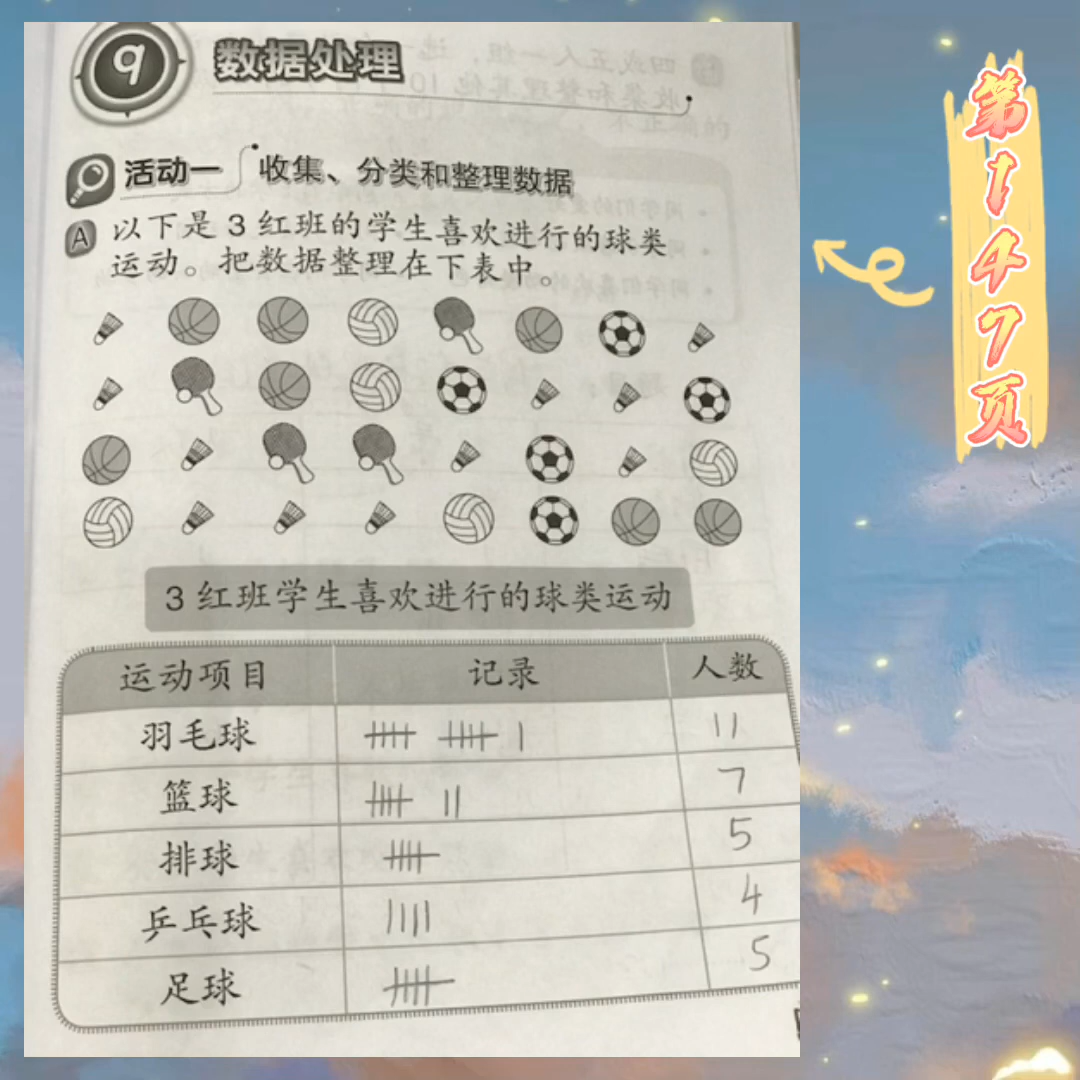 9 数据处理
活动一 收集、分类和整理数据
A 以下是 3 红班的学生喜欢进行的球类
运动。把数据整理在下表中。
3 红班学生喜欢进行的球类运动
运动项目 记录 人数
羽毛球 11
篮球 7
排球 5
乒乓球 4
足球 5
第147页